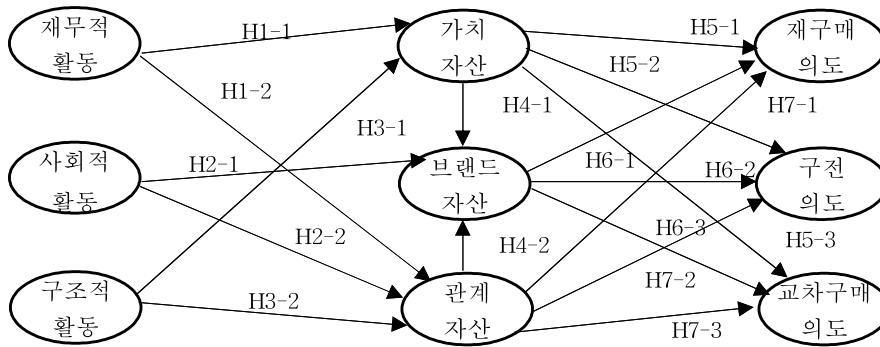 재무적
활동
사회적
활동
구조적
활동
가치
자산
브랜드
자산
관계
자산
재구매
의도
구전
의도
교차구매
의도
H1-1
H1-2
H2-1
H2-2
H3-1
H3-2
H4-1
H4-2
H5-1
H5-2
H5-3
H6-1
H6-2
H6-3
H7-1
H7-2
H7-3